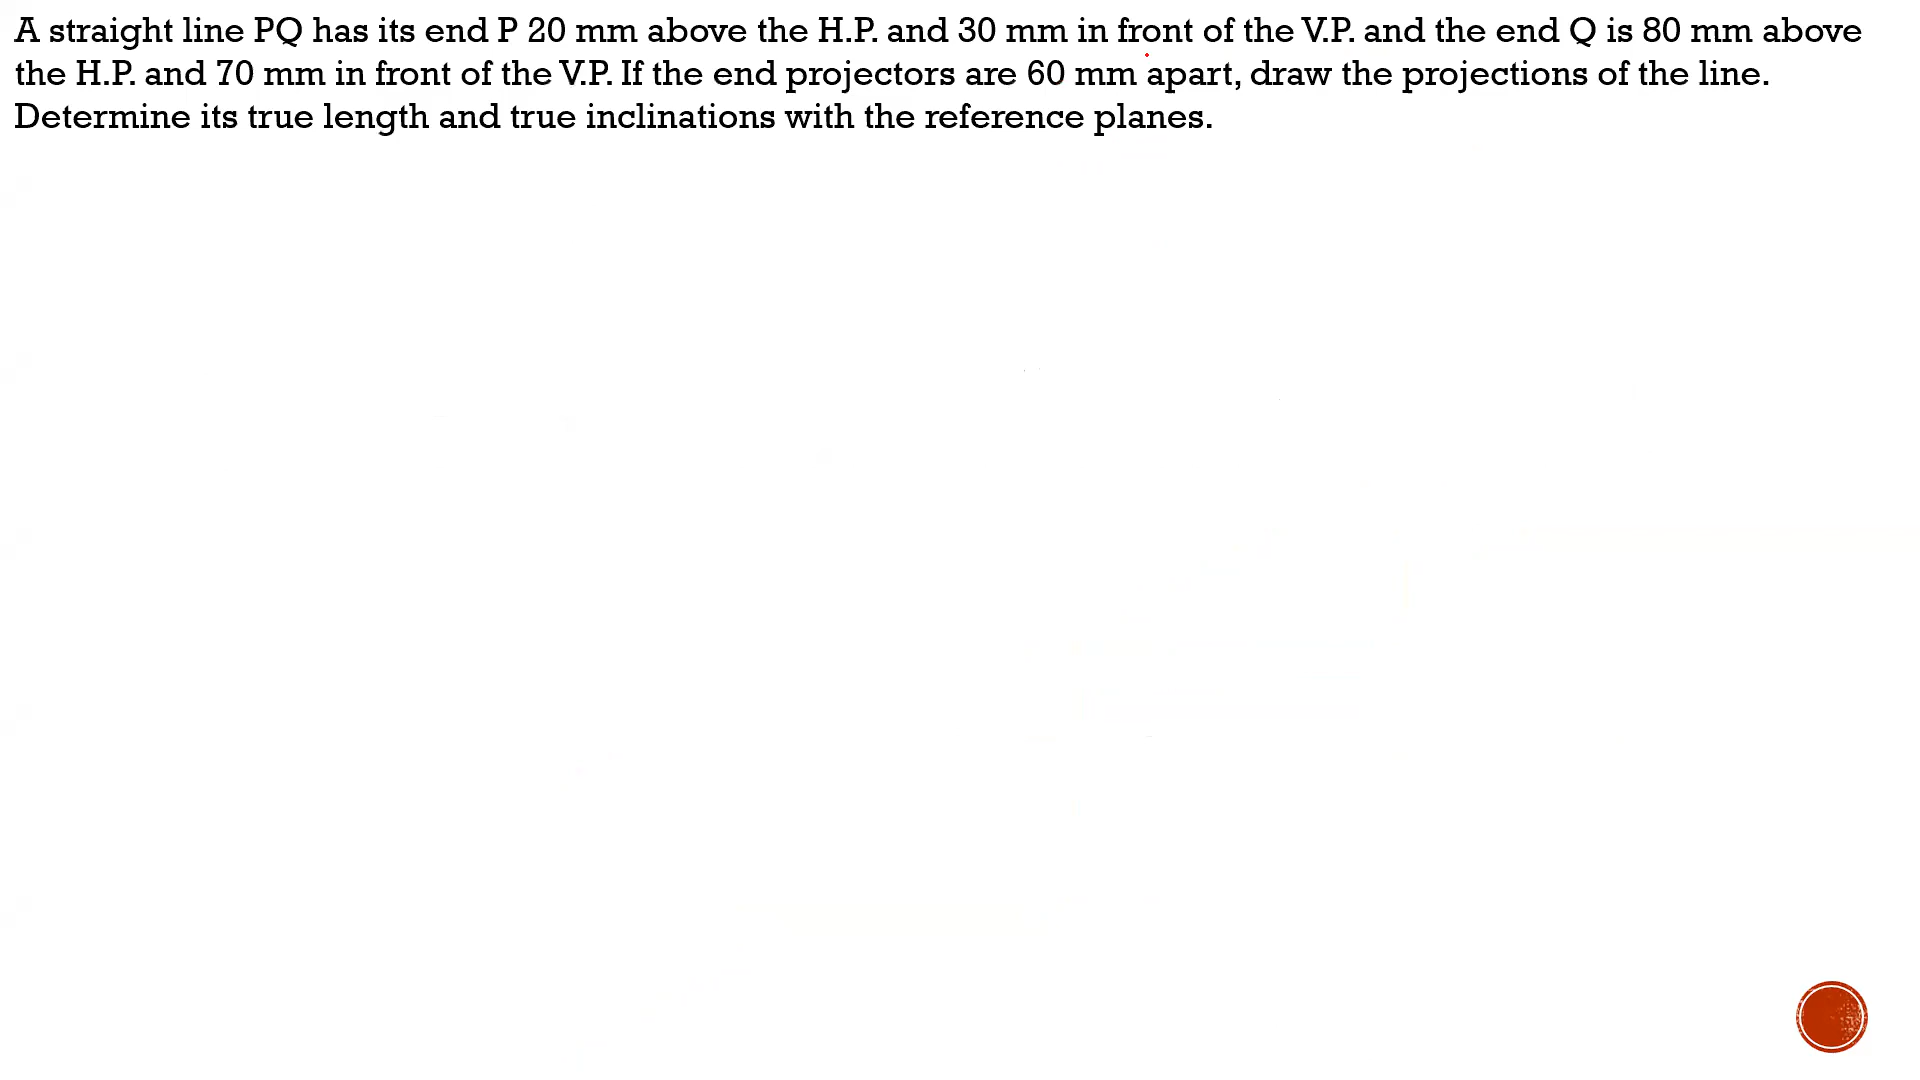 A straight line PQ has its end P 20 mm above the H.P. and 30 mm in front of the V.P. and the end Q is 80 mm above
the H.P. and 70 mm in front of the V.P. If the end projectors are 60 mm apart, draw the projections of the line.
Determine its true length and true inclinations with the reference planes.